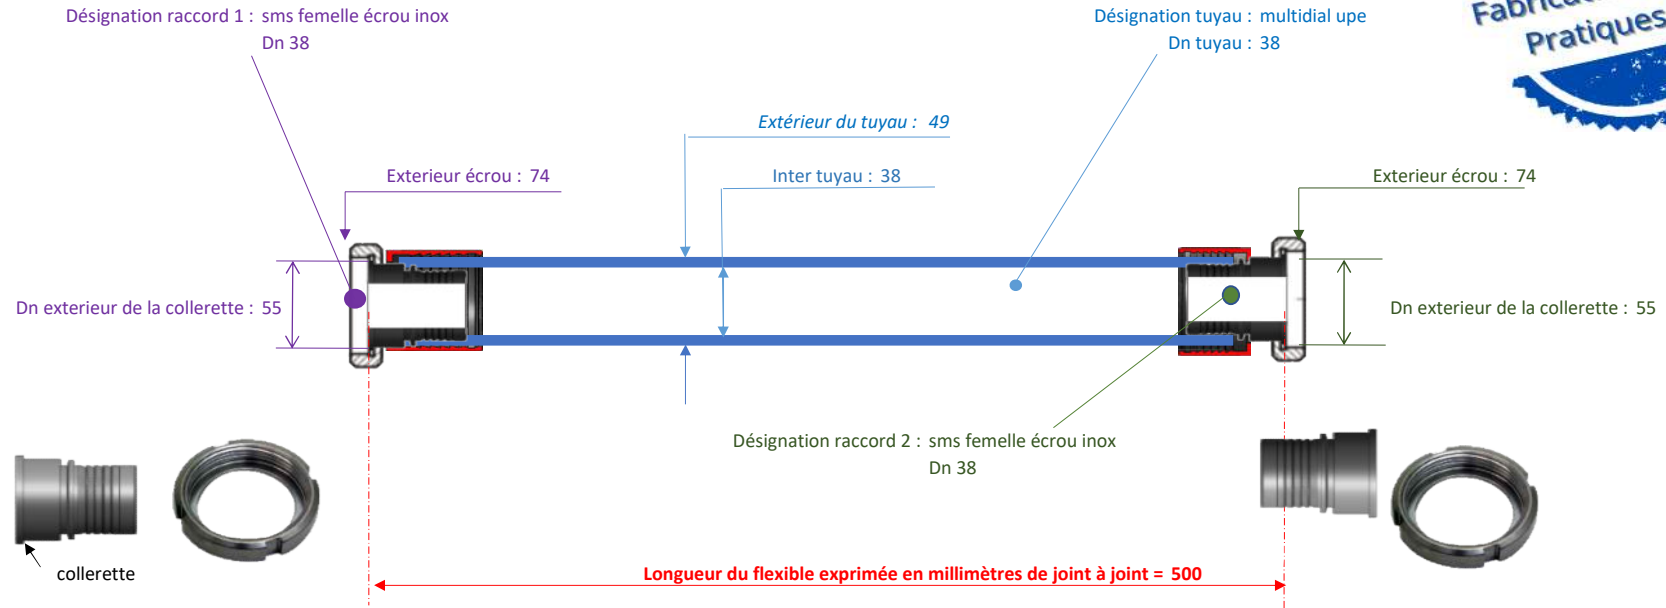 Désignation raccord 1 : sms femelle écrou inox
Dn 38
Désignation tuyau : multidial upe
Dn tuyau : 38
Pratiques
Extérieur du tuyau : 49
Exterieur écrou : 74
Inter tuyau : 38
Exterieur écrou : 74
Dn exterieur de la collerette : 55
Dn exterieur de la collerette : 55
Désignation raccord 2 : sms femelle écrou inox
Dn 38
collerette
Longueur du flexible exprimée en millimètres de joint à joint = 500